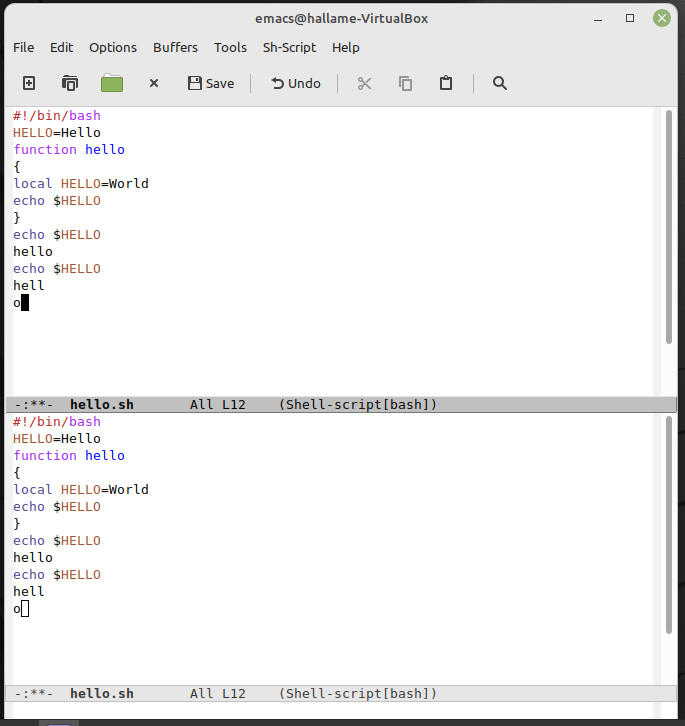 emacs@hallame-VirtualBox
File Edit Options Buffers Tools Sh-Script Help
Save Undo
#!/bin/bash
HELLO=Hello
function hello
{
local HELLO=World
echo $HELLO
}
echo $HELLO
hello
echo $HELLO
hell
o
-:**- hello.sh All L12 (Shell-script[bash])
#!/bin/bash
HELLO=Hello
function hello
{
local HELLO=World
echo $HELLO
}
echo $HELLO
hello
echo $HELLO
hell
o
-:**- hello.sh All L12 (Shell-script[bash])